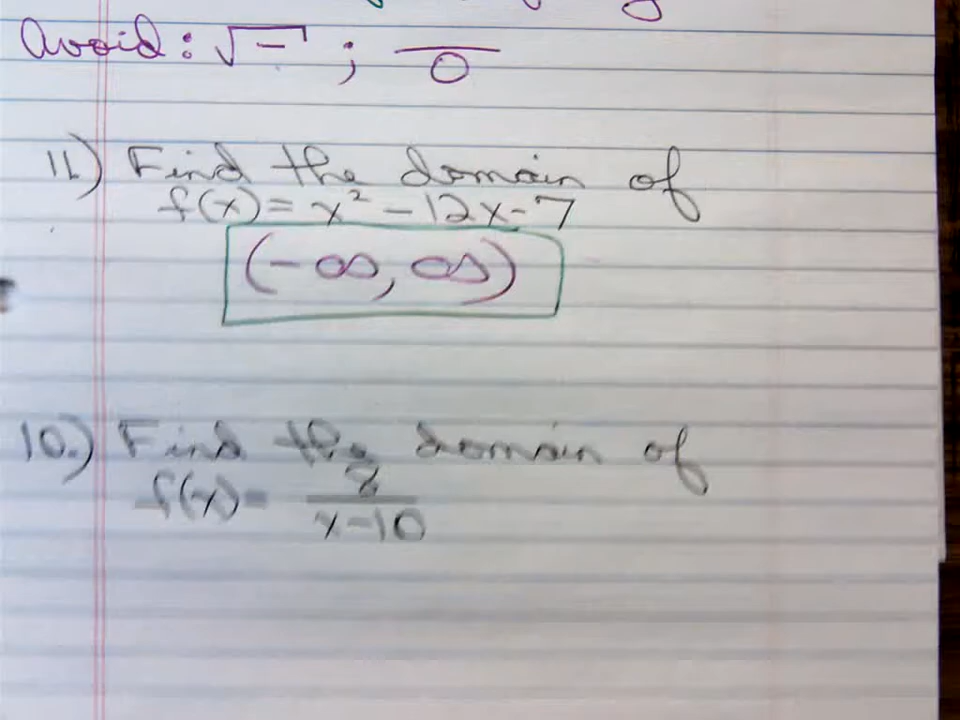 Avoid: √- ; —/0
11.) Find the domain of
f(x) = x² - 12x - 7
(-∞, ∞)
10.) Find the domain of
f(x) = 8/(x-10)